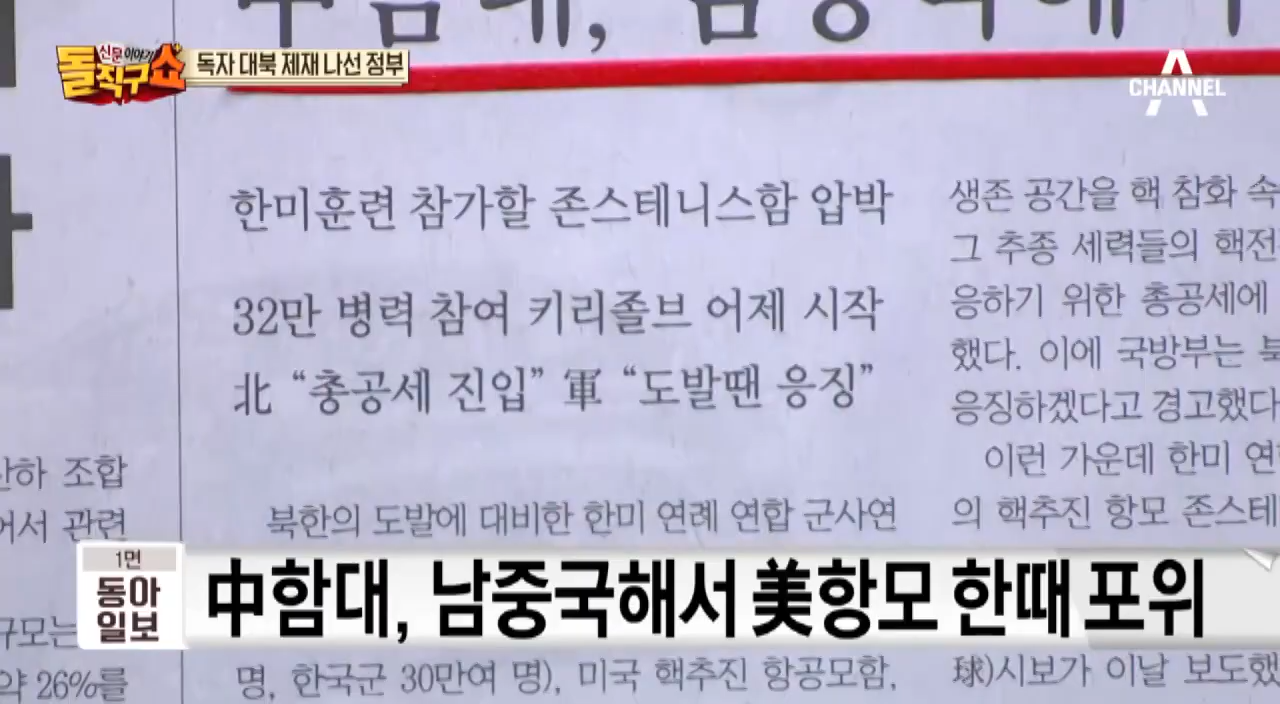 신문이야기
돌직구쇼
독자 대북 제재 나선 정부
CHANNEL A
한미훈련 참가할 존스테니스함 압박
32만 병력 참여 키리졸브 어제 시작
北 “총공세 진입” 軍 “도발땐 응징”
북한의 도발에 대비한 한미 연례 연합 군사연
명, 한국군 30만여 명), 미국 핵추진 항공모함,
생존 공간을 핵 참화 속
그 추종 세력들의 핵전
응하기 위한 총공세에
했다. 이에 국방부는 북
응징하겠다고 경고했다
이런 가운데 한미 연
의 핵추진 항모 존스테
球)시보가 이날 보도했
산하 조합
어서 관련
규모는
약 26%를
1면
동아
일보
中함대, 남중국해서 美항모 한때 포위